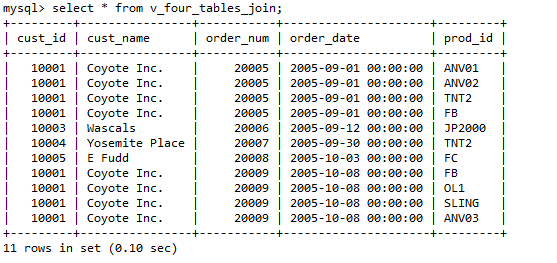 mysql> select * from v_four_tables_join;
+---------+----------------+-----------+---------------------+---------+
| cust_id | cust_name      | order_num | order_date          | prod_id |
+---------+----------------+-----------+---------------------+---------+
|   10001 | Coyote Inc.    |     20005 | 2005-09-01 00:00:00 | ANV01   |
|   10001 | Coyote Inc.    |     20005 | 2005-09-01 00:00:00 | ANV02   |
|   10001 | Coyote Inc.    |     20005 | 2005-09-01 00:00:00 | TNT2    |
|   10001 | Coyote Inc.    |     20005 | 2005-09-01 00:00:00 | FB      |
|   10003 | Wascals        |     20006 | 2005-09-12 00:00:00 | JP2000  |
|   10004 | Yosemite Place |     20007 | 2005-09-30 00:00:00 | TNT2    |
|   10005 | E Fudd         |     20008 | 2005-10-03 00:00:00 | FC      |
|   10001 | Coyote Inc.    |     20009 | 2005-10-08 00:00:00 | FB      |
|   10001 | Coyote Inc.    |     20009 | 2005-10-08 00:00:00 | OL1     |
|   10001 | Coyote Inc.    |     20009 | 2005-10-08 00:00:00 | SLING   |
|   10001 | Coyote Inc.    |     20009 | 2005-10-08 00:00:00 | ANV03   |
+---------+----------------+-----------+---------------------+---------+
11 rows in set (0.10 sec)